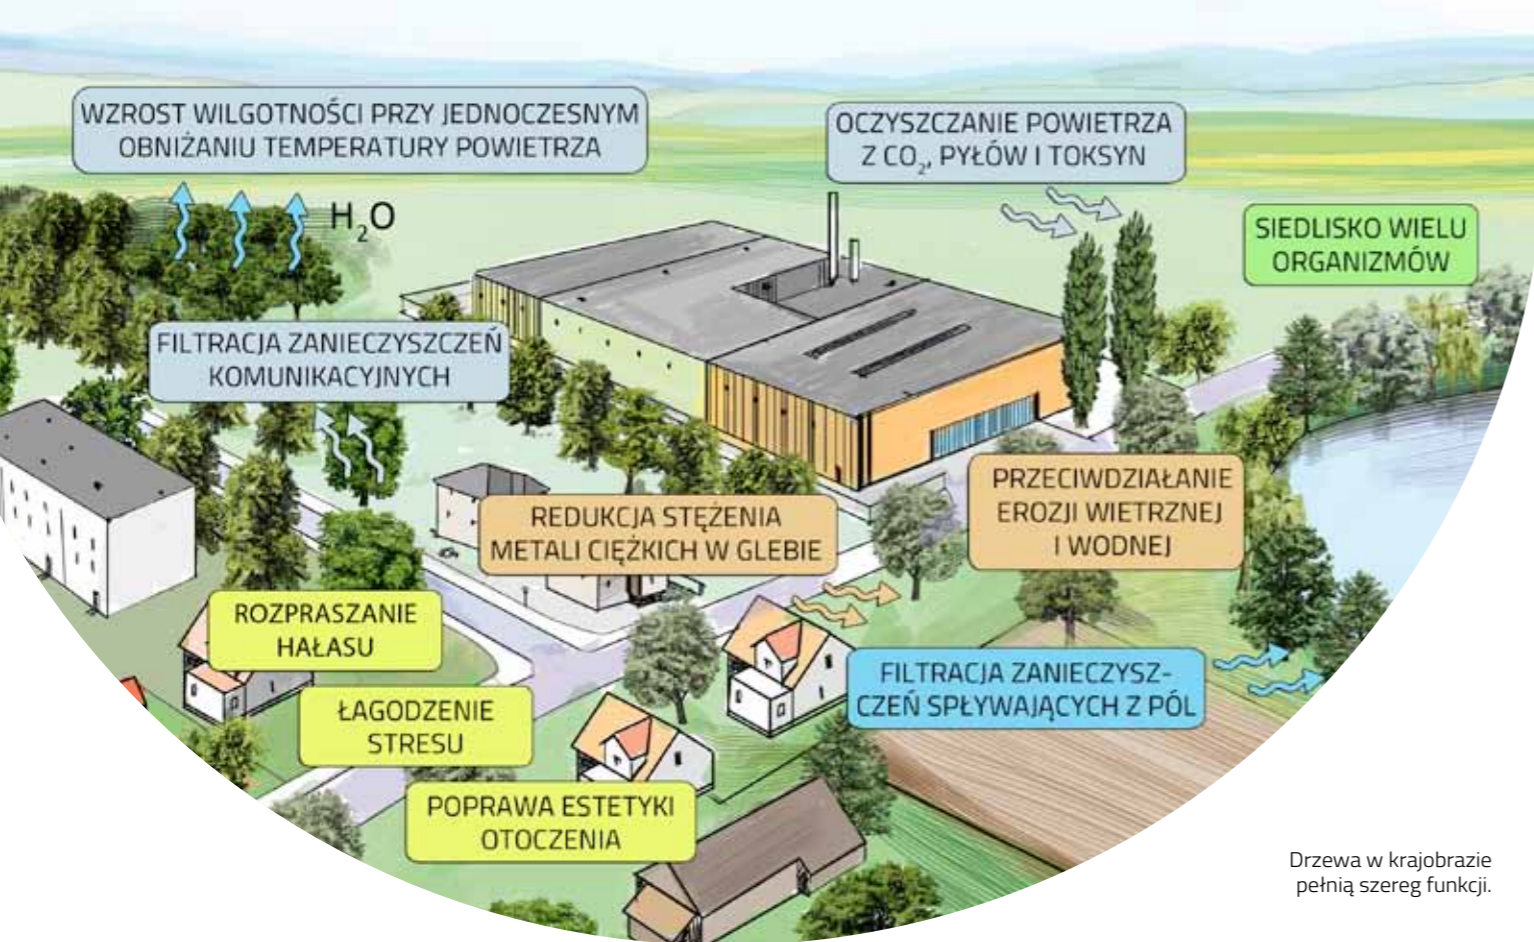 WZROST WILGOTNOŚCI PRZY JEDNOCZESNYM
OBNIŻANIU TEMPERATURY POWIETRZA
H₂O
OCZYSZCZANIE POWIETRZA
Z CO₂, PYŁÓW I TOKSYN
SIEDLISKO WIELU
ORGANIZMÓW
FILTRACJA ZANIECZYSZCZEŃ
KOMUNIKACYJNYCH
REDUKCJA STĘŻENIA
METALI CIĘŻKICH W GLEBIE
PRZECIWDZIAŁANIE
EROZJI WIETRZNEJ
I WODNEJ
ROZPRASZANIE
HAŁASU
FILTRACJA ZANIECZYSZ-
CZEŃ SPŁYWAJĄCYCH Z PÓL
ŁAGODZENIE
STRESU
POPRAWA ESTETYKI
OTOCZENIA
Drzewa w krajobrazie
pełnią szereg funkcji.